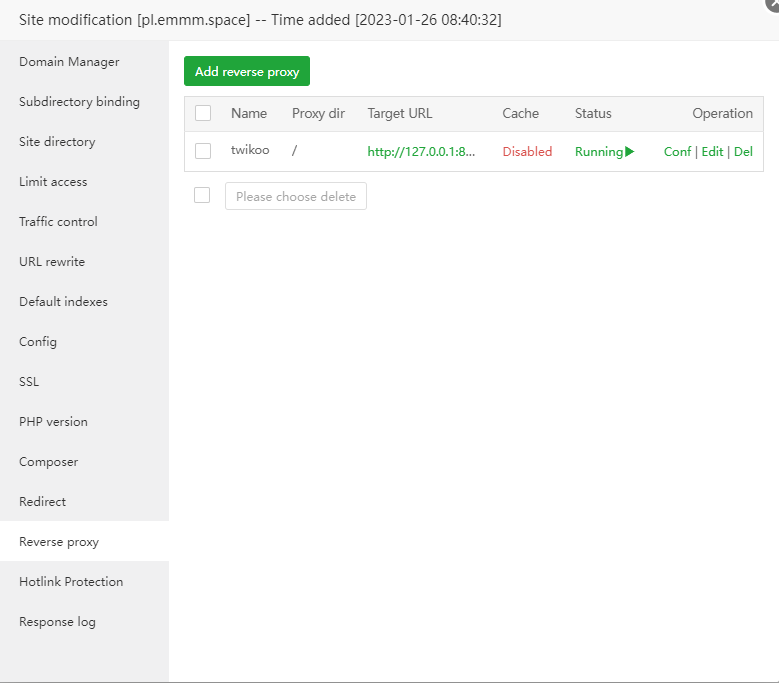 Site modification [pl.emmm.space] -- Time added [2023-01-26 08:40:32]
Domain Manager
Subdirectory binding
Site directory
Limit access
Traffic control
URL rewrite
Default indexes
Config
SSL
PHP version
Composer
Redirect
Reverse proxy
Hotlink Protection
Response log
Add reverse proxy
Name Proxy dir Target URL Cache Status Operation
twikoo / http://127.0.0.1:8... Disabled Running Conf | Edit | Del
Please choose delete